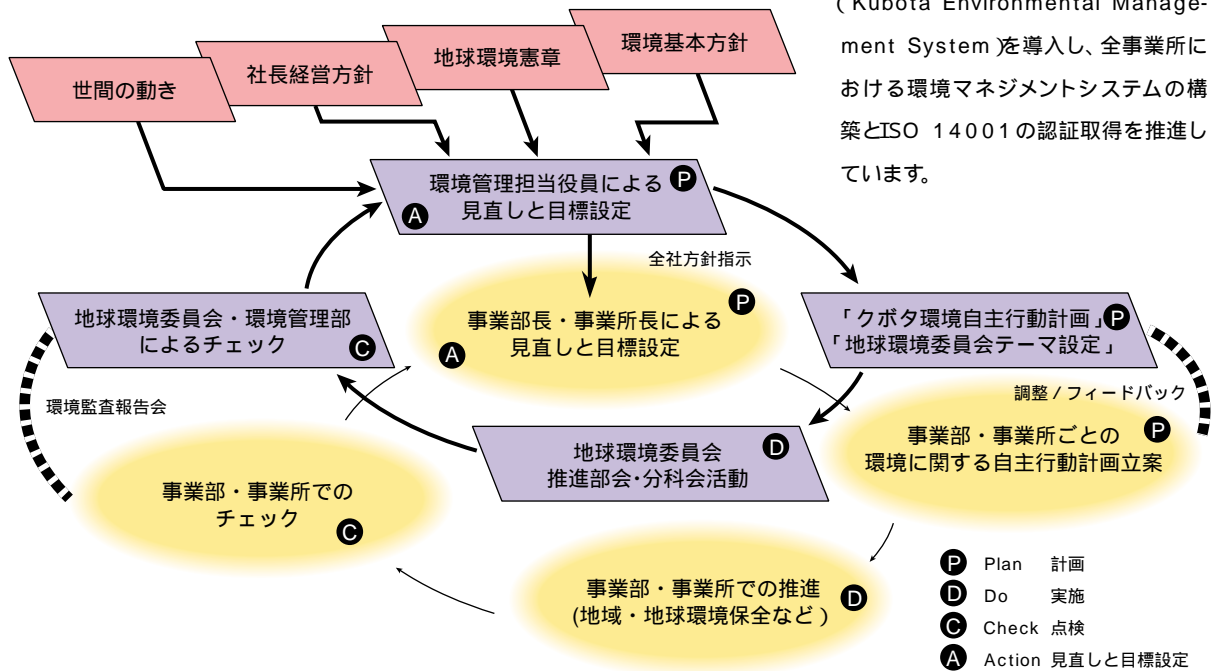 (Kubota Environmental Manage-
ment System)を導入し、全事業所に
おける環境マネジメントシステムの構
築とISO 14001の認証取得を推進し
ています。
世間の動き
社長経営方針
地球環境憲章
環境基本方針
環境管理担当役員による
見直しと目標設定
P
A
全社方針指示
地球環境委員会・環境管理部
によるチェック
C
事業部長・事業所長による
見直しと目標設定
P
A
「クボタ環境自主行動計画」
「地球環境委員会テーマ設定」
P
環境監査報告会
調整/フィードバック
地球環境委員会
推進部会・分科会活動
D
事業部・事業所ごとの
環境に関する自主行動計画立案
P
事業部・事業所での
チェック
C
事業部・事業所での推進
(地域・地球環境保全など)
D
P Plan 計画
D Do 実施
C Check 点検
A Action 見直しと目標設定